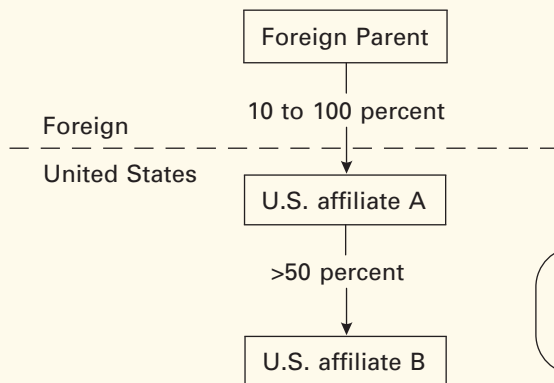 Foreign Parent
10 to 100 percent
Foreign
United States
U.S. affiliate A
>50 percent
U.S. affiliate B